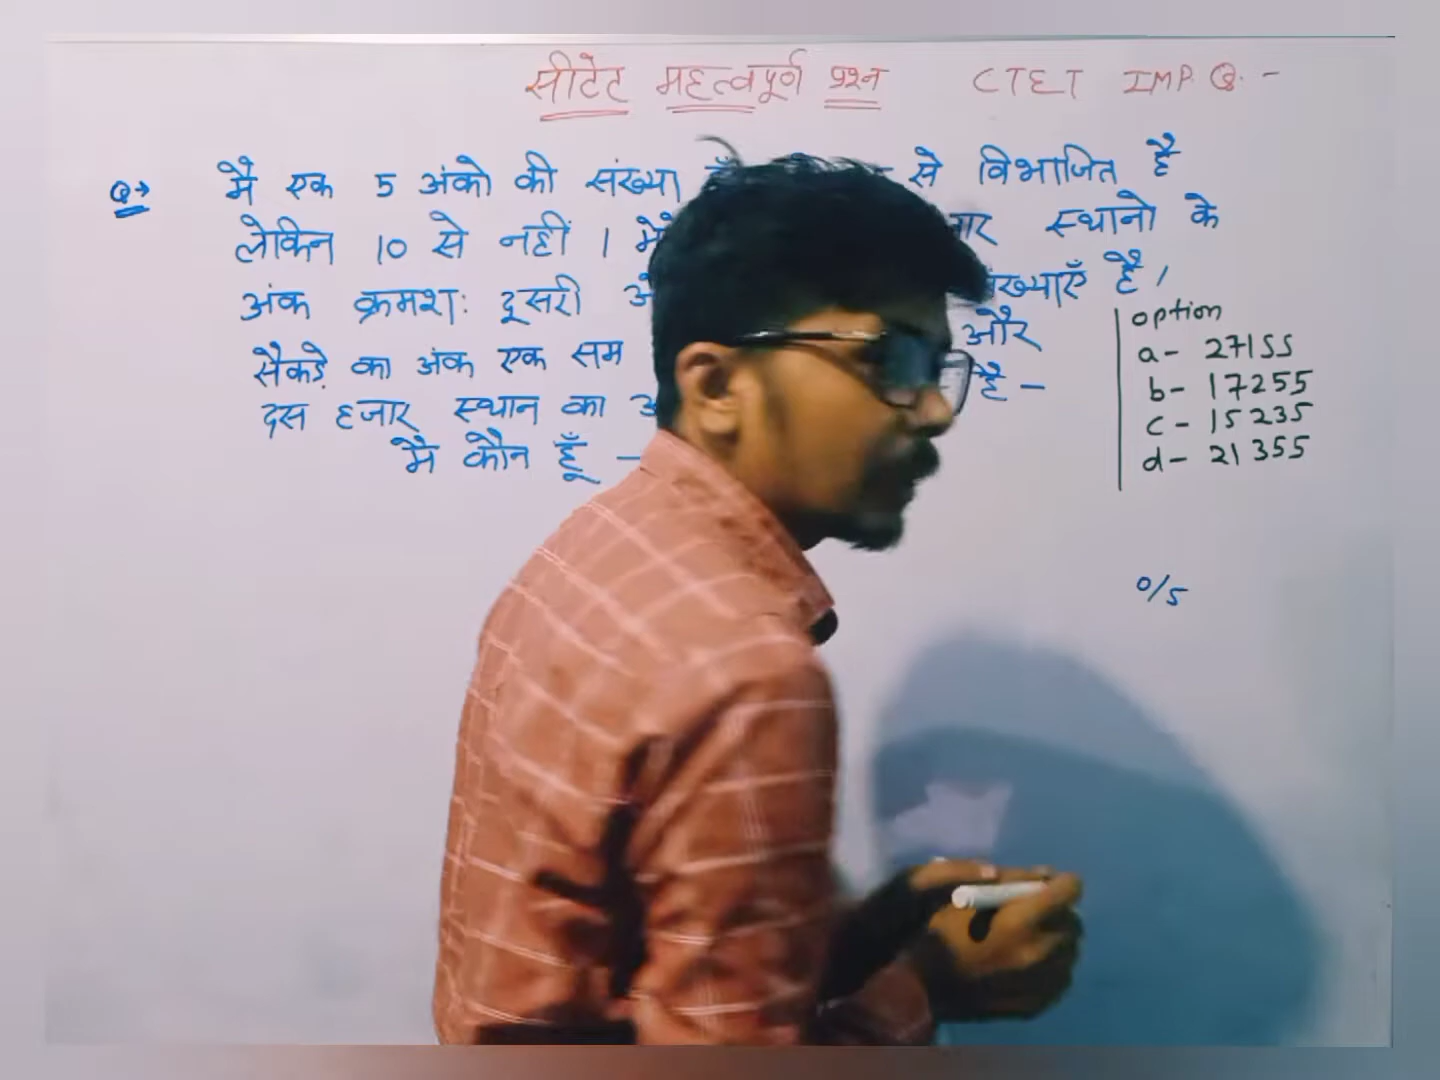 सीटेट महत्वपूर्ण प्रश्न CTET IMP. Q. -
Q→ मै एक 5 अंको की संख्या से विभाजित है
लेकिन 10 से नहीं । स्थानो के
अंक क्रमशः दूसरी है,
सैकड़े का अंक एक सम और
दस हजार स्थान का है -
मै कौन हूँ -
option
a- 27155
b- 17255
c- 15235
d- 21355
0/5